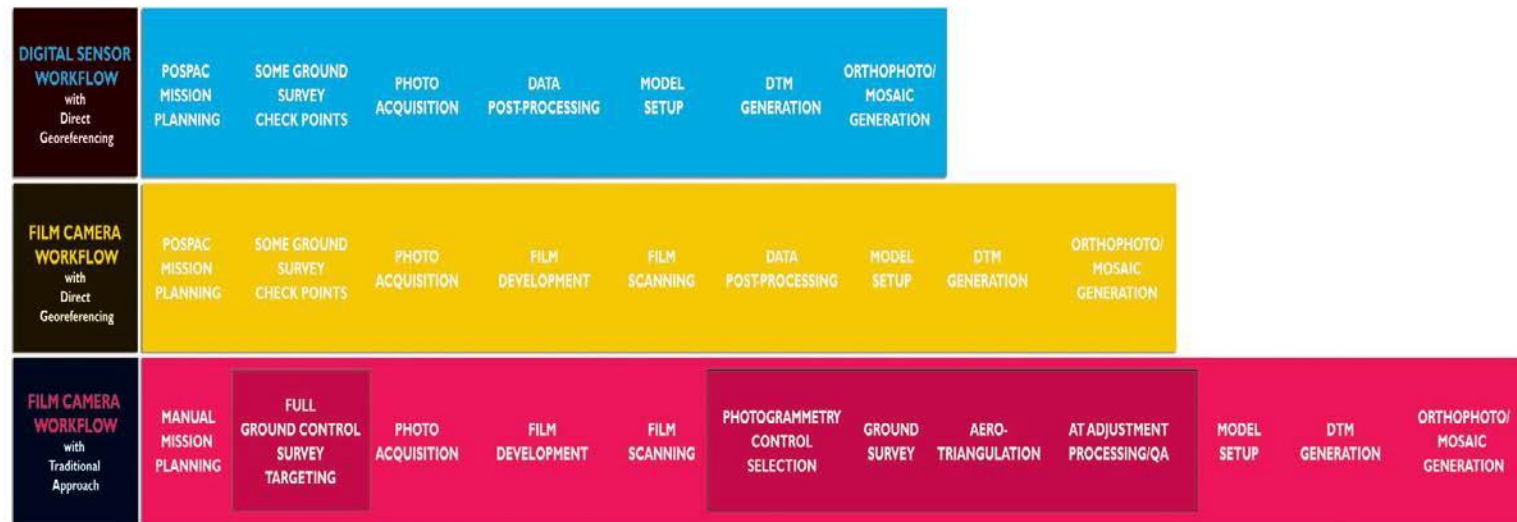 DIGITAL SENSOR
WORKFLOW
with
Direct
Georeferencing
POSPAC
MISSION
PLANNING
SOME GROUND
SURVEY
CHECK POINTS
PHOTO
ACQUISITION
DATA
POST-PROCESSING
MODEL
SETUP
DTM
GENERATION
ORTHOPHOTO/
MOSAIC
GENERATION
FILM CAMERA
WORKFLOW
with
Direct
Georeferencing
POSPAC
MISSION
PLANNING
SOME GROUND
SURVEY
CHECK POINTS
PHOTO
ACQUISITION
FILM
DEVELOPMENT
FILM
SCANNING
DATA
POST-PROCESSING
MODEL
SETUP
DTM
GENERATION
ORTHOPHOTO/
MOSAIC
GENERATION
FILM CAMERA
WORKFLOW
with
Traditional
Approach
MANUAL
MISSION
PLANNING
FULL
GROUND CONTROL
SURVEY
TARGETING
PHOTO
ACQUISITION
FILM
DEVELOPMENT
FILM
SCANNING
PHOTOGRAMMETRY
CONTROL
SELECTION
GROUND
SURVEY
AERO-
TRIANGULATION
AT ADJUSTMENT
PROCESSING/QA
MODEL
SETUP
DTM
GENERATION
ORTHOPHOTO/
MOSAIC
GENERATION